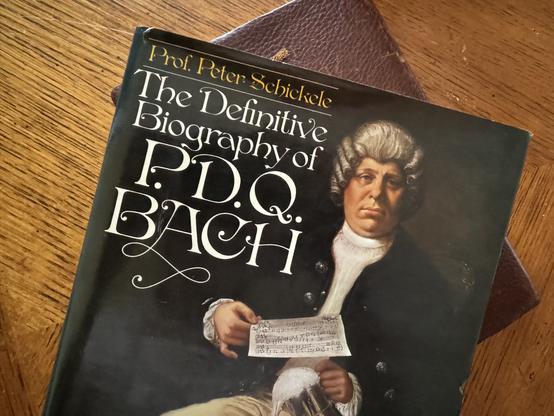 Prof. Peter Schickele
The Definitive
Biography of
P.D.Q.
BACH